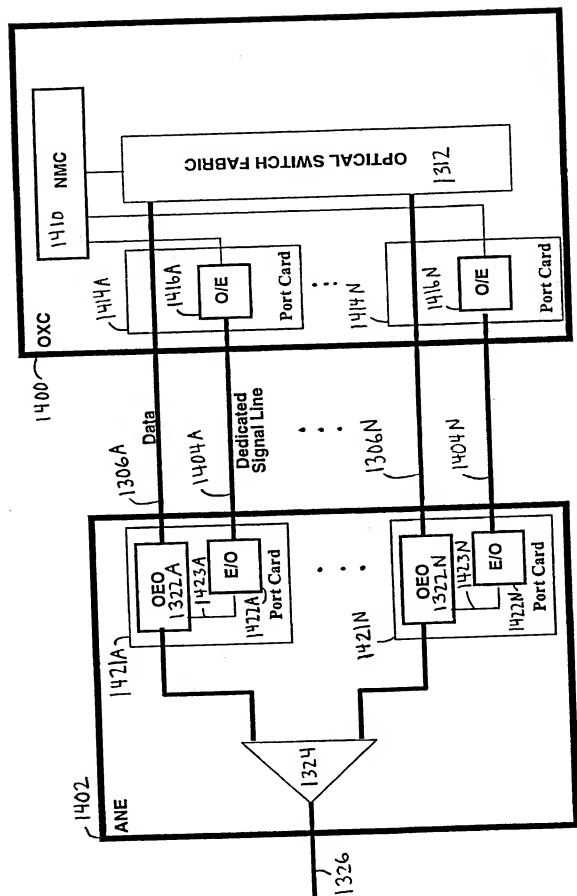 1400
OXC
1410 NMC
OPTICAL SWITCH FABRIC
1312
1414A
1416A
O/E
Port Card
1414N
1416N
O/E
Port Card
1306A
Data
1404A
Dedicated
Signal Line
1306N
1404N
1402
ANE
1421A
OEO
1322A
1423A
E/O
1422A
Port Card
1421N
OEO
1322N
1423N
E/O
1422N
Port Card
1324
1326